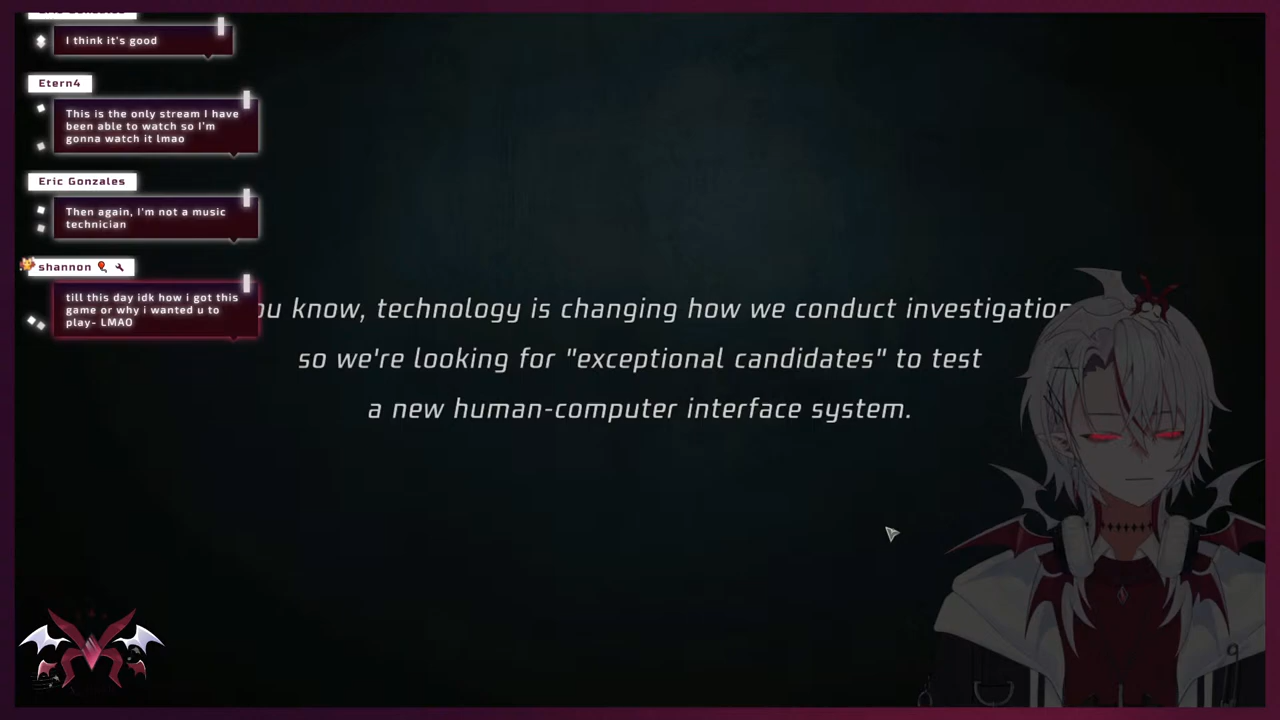 I think it's good
Etern4
This is the only stream I have
been able to watch so I'm
gonna watch it lmao
Eric Gonzales
Then again, I'm not a music
technician
shannon
till this day idk how i got this
game or why i wanted u to
play- LMAO
know, technology is changing how we conduct
so we're looking for "exceptional candidates" to test
a new human-computer interface system.